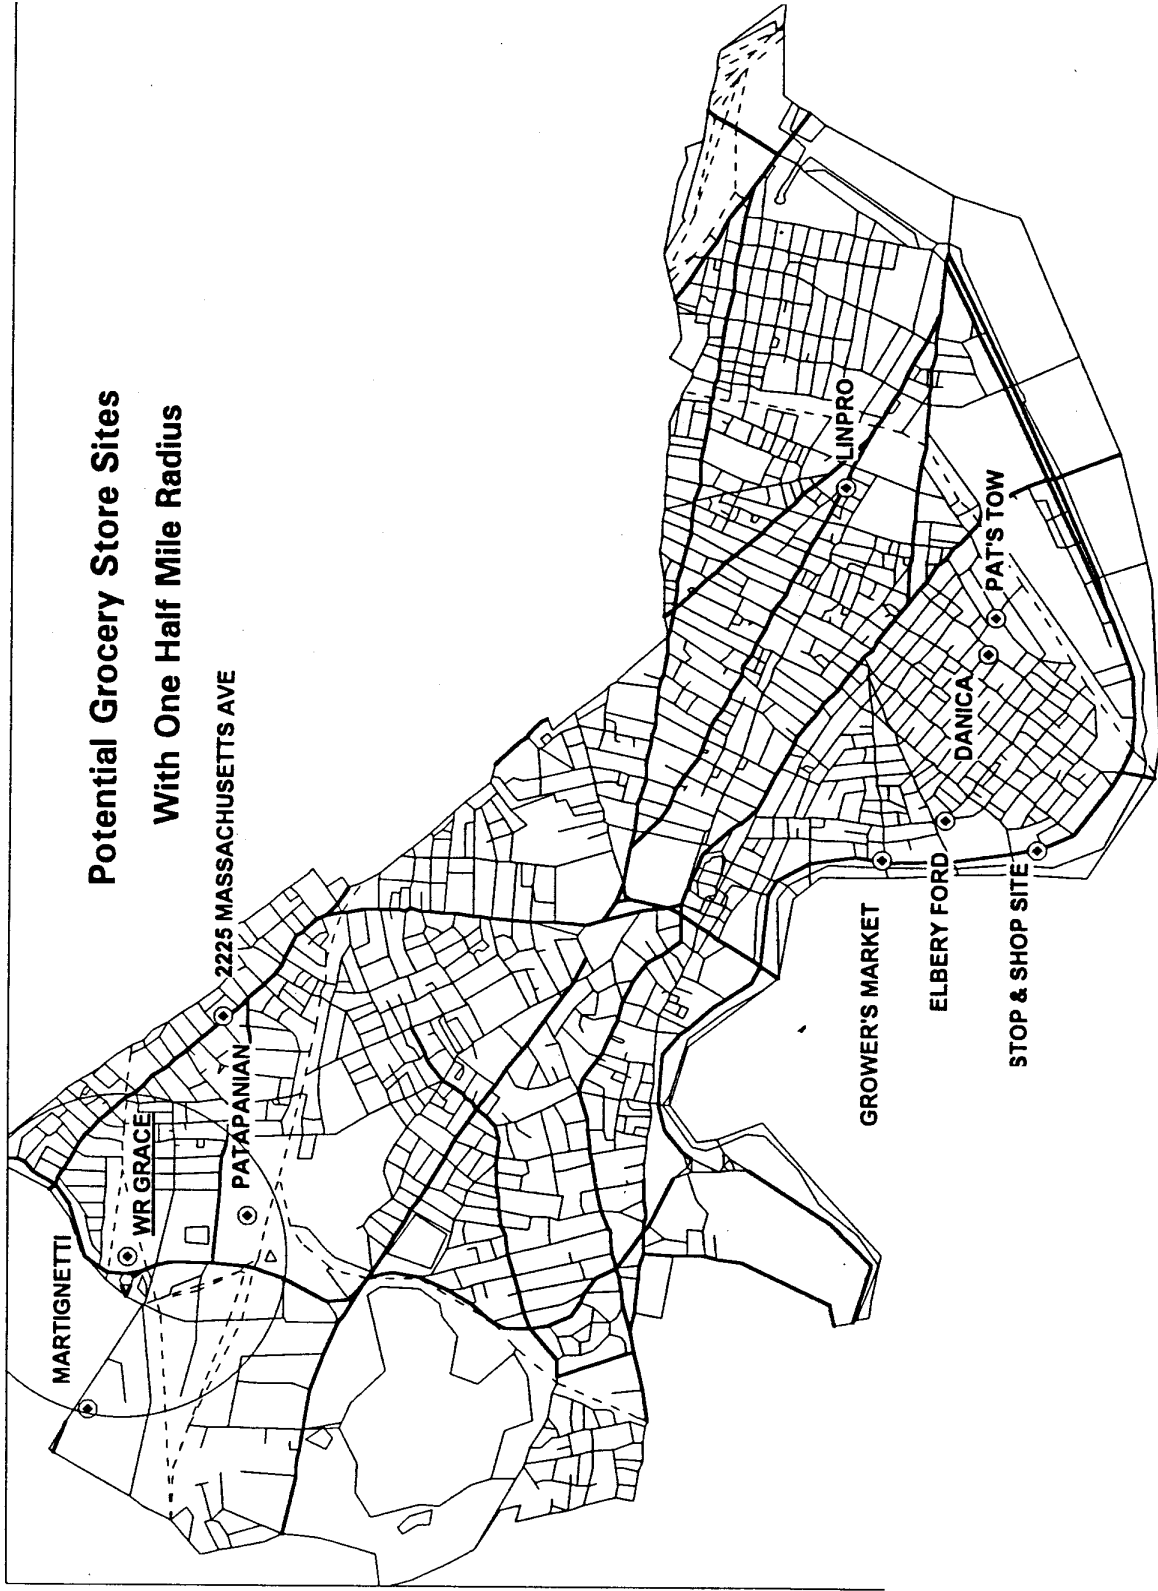 Potential Grocery Store Sites
With One Half Mile Radius
MARTIGNETTI
WR GRACE
PATAPANIAN
2225 MASSACHUSETTS AVE
GROWER'S MARKET
ELBERY FORD
STOP & SHOP SITE
DANICA
PAT'S TOW
LINPRO